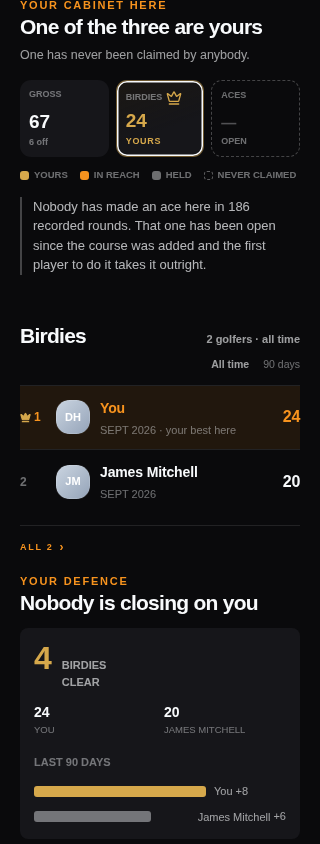 YOUR CABINET HERE
One of the three are yours
One has never been claimed by anybody.
GROSS
67
6 off
BIRDIES
24
YOURS
ACES
—
OPEN
YOURS IN REACH HELD NEVER CLAIMED
Nobody has made an ace here in 186
recorded rounds. That one has been open
since the course was added and the first
player to do it takes it outright.
Birdies 2 golfers · all time
All time 90 days
1 DH You 24
SEPT 2026 · your best here
2 JM James Mitchell 20
SEPT 2026
ALL 2 ›
YOUR DEFENCE
Nobody is closing on you
4 BIRDIES
CLEAR
24 20
YOU JAMES MITCHELL
LAST 90 DAYS
You +8
James Mitchell +6